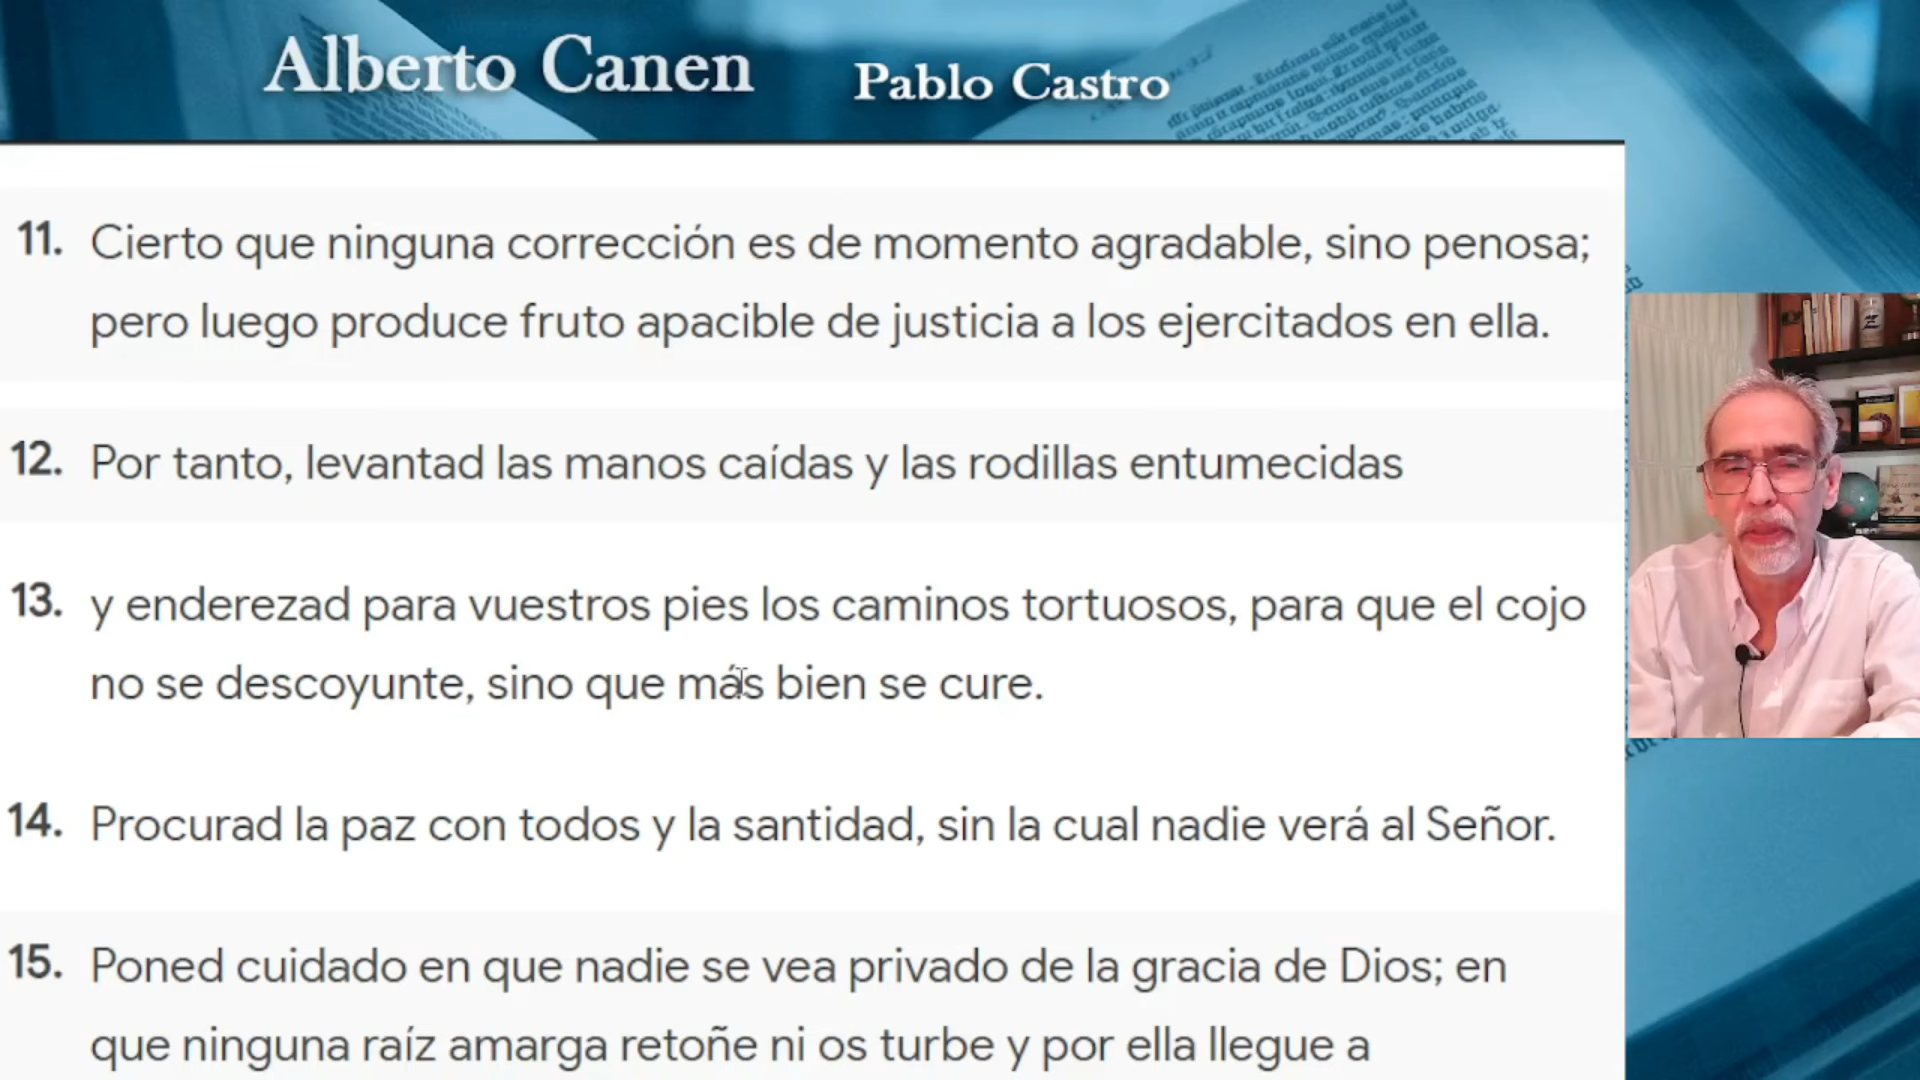 Alberto Canen
Pablo Castro
11. Cierto que ninguna corrección es de momento agradable, sino penosa;
pero luego produce fruto apacible de justicia a los ejercitados en ella.
12. Por tanto, levantad las manos caídas y las rodillas entumecidas
13. y enderezad para vuestros pies los caminos tortuosos, para que el cojo
no se descoyunte, sino que más bien se cure.
14. Procurad la paz con todos y la santidad, sin la cual nadie verá al Señor.
15. Poned cuidado en que nadie se vea privado de la gracia de Dios; en
que ninguna raíz amarga retoñe ni os turbe y por ella llegue a